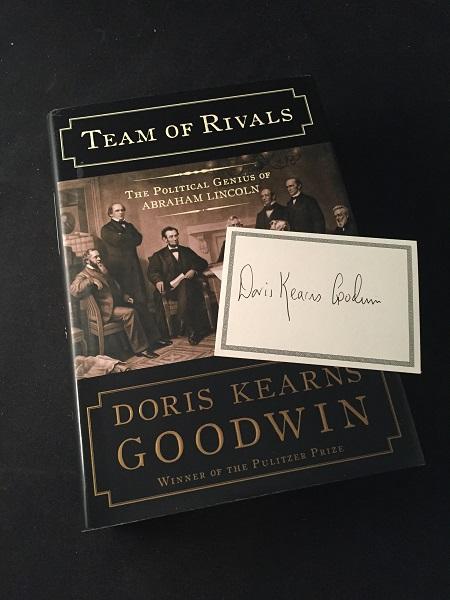 TEAM OF RIVALS
THE POLITICAL GENIUS OF
ABRAHAM LINCOLN
Doris Kearns Goodwin
DORIS KEARNS
GOODWIN
WINNER OF THE PULITZER PRIZE